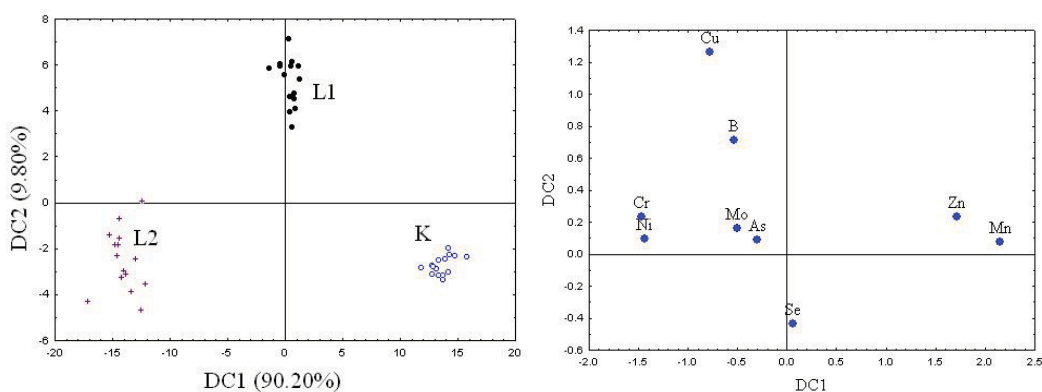 8
6
4
2
0
-2
-4
-6
DC2 (9.80%)
L1
L2
K
-20 -15 -10 -5 0 5 10 15 20
DC1 (90.20%)
1.4
1.2
1.0
0.8
0.6
0.4
0.2
0.0
-0.2
-0.4
-0.6
DC2
Cu
B
Cr
Zn
Ni
Mo
As
Mn
Se
-2.0 -1.5 -1.0 -0.5 0.0 0.5 1.0 1.5 2.0 2.5
DC1